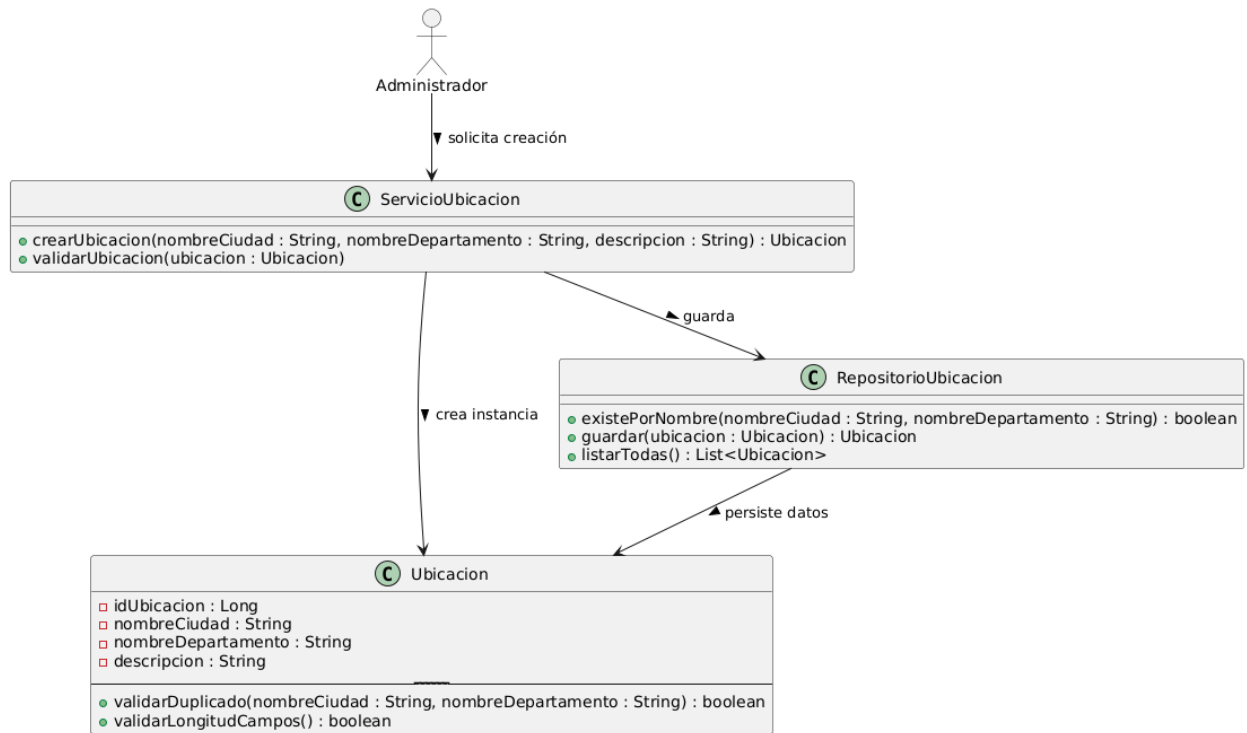 Administrador
solicita creación
C ServicioUbicacion
crearUbicacion(nombreCiudad : String, nombreDepartamento : String, descripcion : String) : Ubicacion
validarUbicacion(ubicacion : Ubicacion)
guarda
C RepositorioUbicacion
existePorNombre(nombreCiudad : String, nombreDepartamento : String) : boolean
guardar(ubicacion : Ubicacion) : Ubicacion
listarTodas() : List<Ubicacion>
crea instancia
persiste datos
C Ubicacion
idUbicacion : Long
nombreCiudad : String
nombreDepartamento : String
descripcion : String
validarDuplicado(nombreCiudad : String, nombreDepartamento : String) : boolean
validarLongitudCampos() : boolean